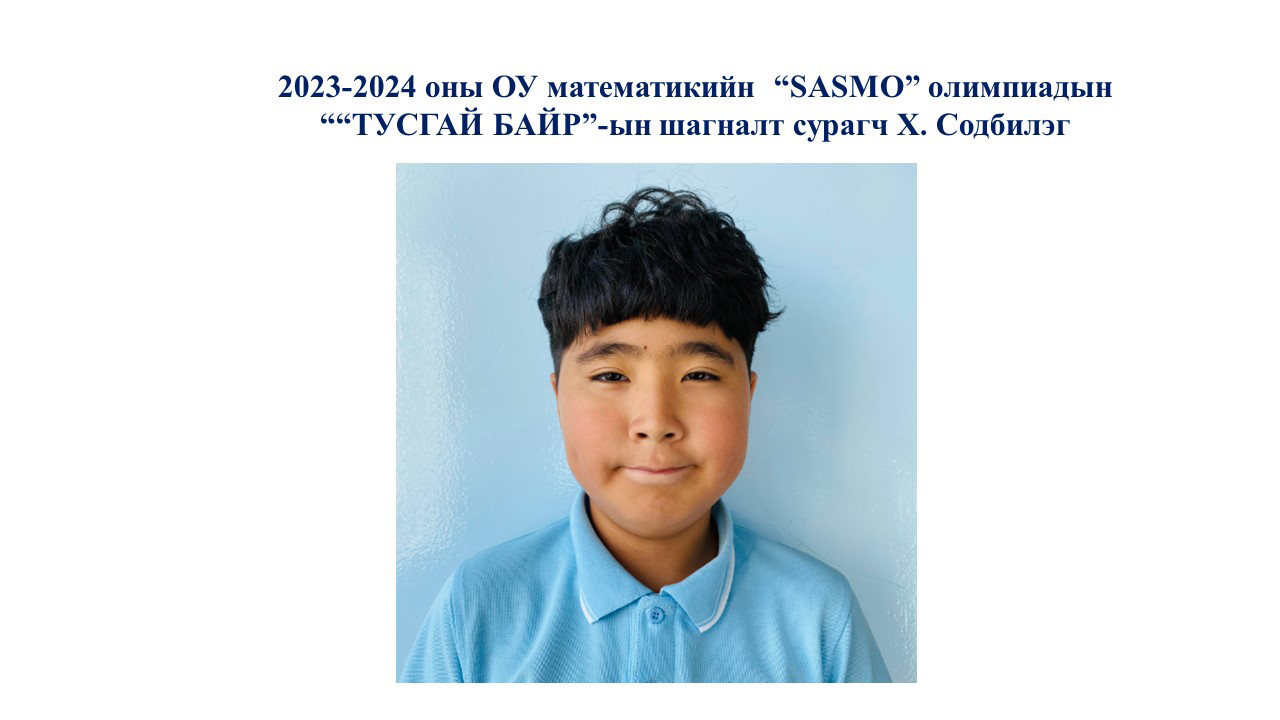 2023-2024 оны ОУ математикийн “SASMO” олимпиадын
““ТУСГАЙ БАЙР”-ын шагналт сурагч Х. Содбилэг